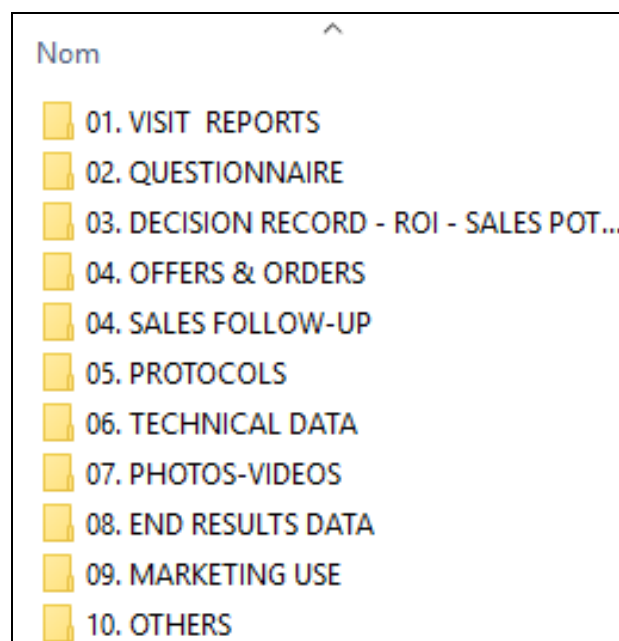 Nom
01. VISIT  REPORTS
02. QUESTIONNAIRE
03. DECISION RECORD - ROI - SALES POT...
04. OFFERS & ORDERS
04. SALES FOLLOW-UP
05. PROTOCOLS
06. TECHNICAL DATA
07. PHOTOS-VIDEOS
08. END RESULTS DATA
09. MARKETING USE
10. OTHERS